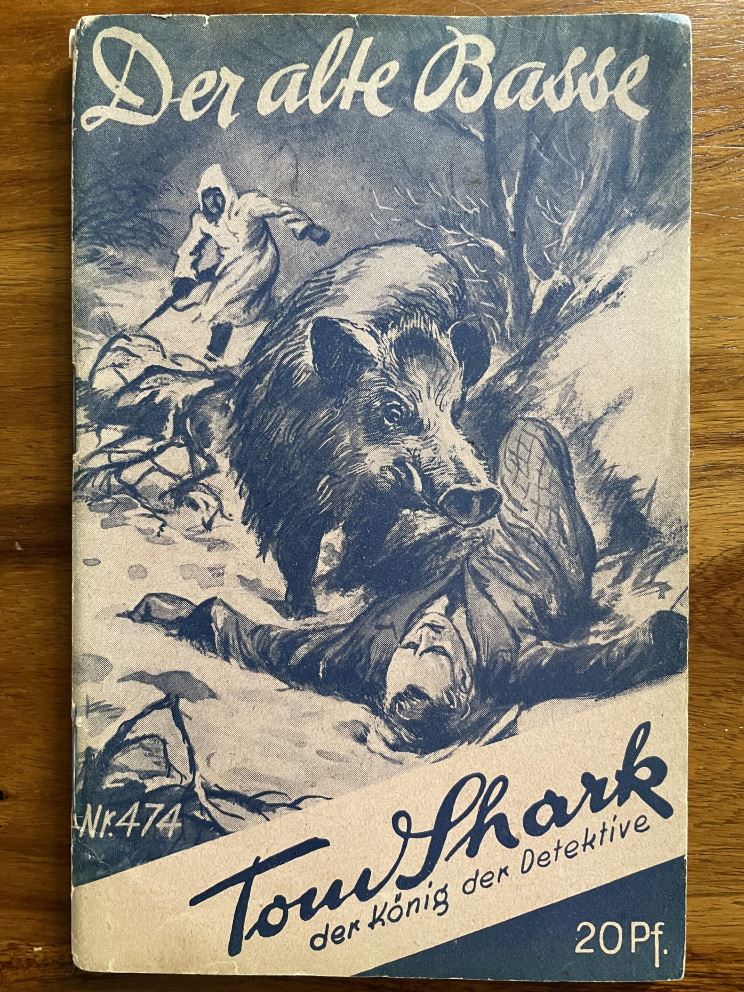 Der alte Basse
Nr. 474
Tom Shark
der König der Detektive
20 Pf.